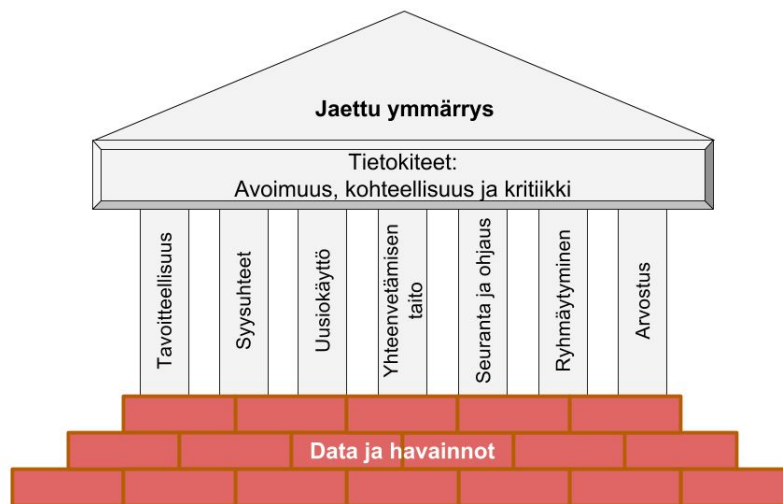 Jaettu ymmärrys
Tietokiteet:
Avoimuus, kohteellisuus ja kritiikki
Tavoitteellisuus
Syysuhteet
Uusiokäyttö
Yhteenvetämisen
taito
Seuranta ja ohjaus
Ryhmäytyminen
Arvostus
Data ja havainnot